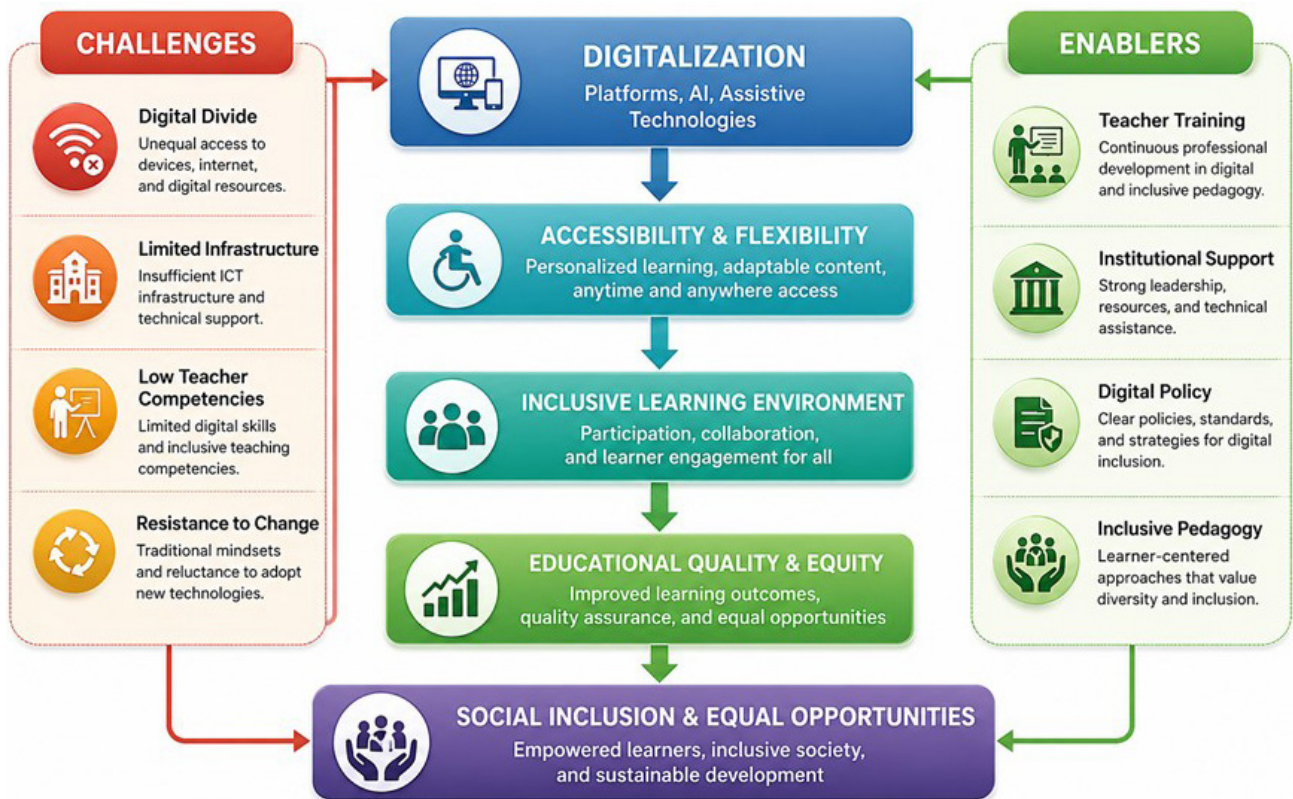 CHALLENGES
Digital Divide
Unequal access to
devices, internet,
and digital resources.
Limited Infrastructure
Insufficient ICT
infrastructure and
technical support.
Low Teacher
Competencies
Limited digital skills
and inclusive teaching
competencies.
Resistance to Change
Traditional mindsets
and reluctance to adopt
new technologies.
DIGITALIZATION
Platforms, AI, Assistive
Technologies
ACCESSIBILITY & FLEXIBILITY
Personalized learning, adaptable content,
anytime and anywhere access
INCLUSIVE LEARNING ENVIRONMENT
Participation, collaboration,
and learner engagement for all
EDUCATIONAL QUALITY & EQUITY
Improved learning outcomes,
quality assurance, and equal opportunities
SOCIAL INCLUSION & EQUAL OPPORTUNITIES
Empowered learners, inclusive society,
and sustainable development
ENABLERS
Teacher Training
Continuous professional
development in digital
and inclusive pedagogy.
Institutional Support
Strong leadership,
resources, and technical
assistance.
Digital Policy
Clear policies, standards,
and strategies for digital
inclusion.
Inclusive Pedagogy
Learner-centered
approaches that value
diversity and inclusion.